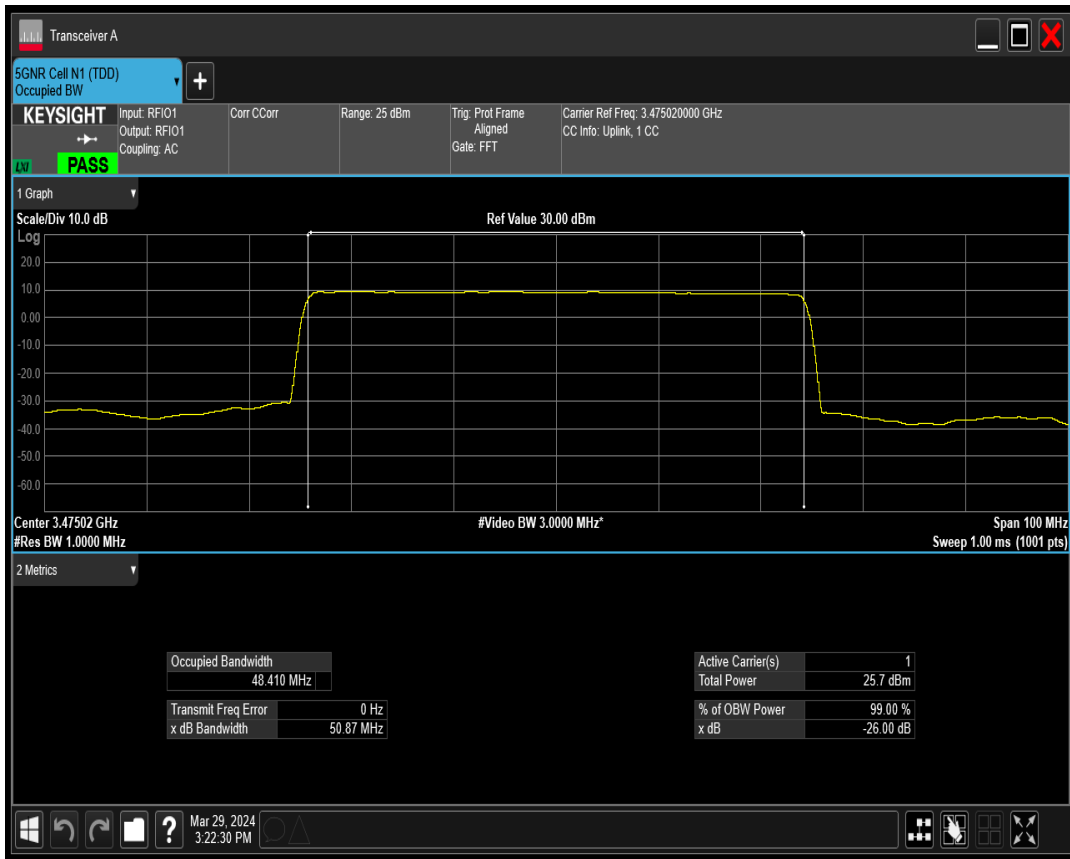 Transceiver A
5GNR Cell N1 (TDD)
Occupied BW
+
KEYSIGHT
LXI
PASS
Input: RFIO1
Output: RFIO1
Coupling: AC
Corr CCorr
Range: 25 dBm
Trig: Prot Frame
Aligned
Gate: FFT
Carrier Ref Freq: 3.475020000 GHz
CC Info: Uplink, 1 CC
1 Graph
Scale/Div 10.0 dB
Ref Value 30.00 dBm
Log
20.0
10.0
0.00
-10.0
-20.0
-30.0
-40.0
-50.0
-60.0
Center 3.47502 GHz
#Video BW 3.0000 MHz*
Span 100 MHz
#Res BW 1.0000 MHz
Sweep 1.00 ms (1001 pts)
2 Metrics
Occupied Bandwidth
48.410 MHz
Transmit Freq Error 0 Hz
x dB Bandwidth 50.87 MHz
Active Carrier(s) 1
Total Power 25.7 dBm
% of OBW Power 99.00 %
x dB -26.00 dB
?
Mar 29, 2024
3:22:30 PM